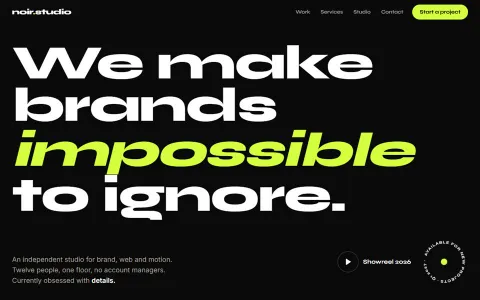 noir.studio
Work
Services
Studio
Contact
Start a project
We make
brands
impossible
to ignore.
An independent studio for brand, web and motion.
Twelve people, one floor, no account managers.
Currently obsessed with details.
Showreel 2026
AVAILABLE FOR NEW PROJECTS